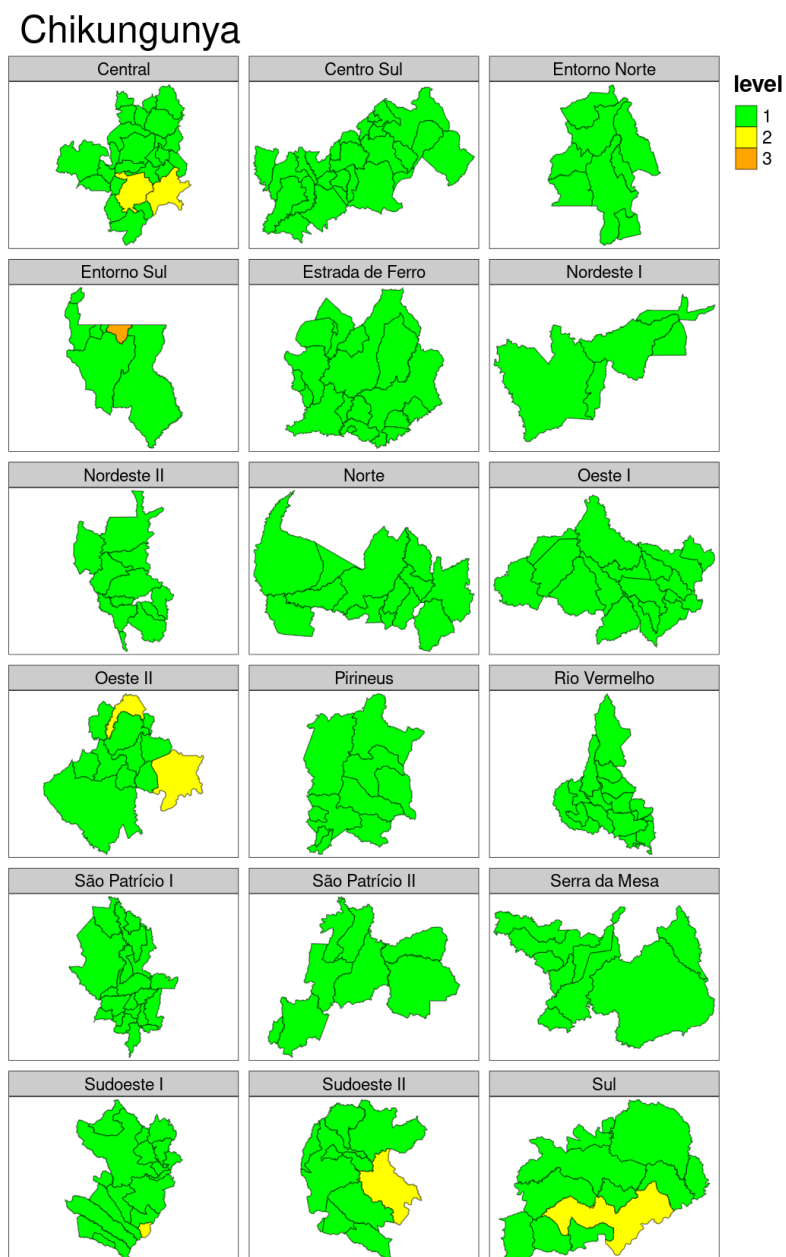 Chikungunya
Central
Centro Sul
Entorno Norte
level
1
2
3
Entorno Sul
Estrada de Ferro
Nordeste I
Nordeste II
Norte
Oeste I
Oeste II
Pirineus
Rio Vermelho
São Patrício I
São Patrício II
Serra da Mesa
Sudoeste I
Sudoeste II
Sul